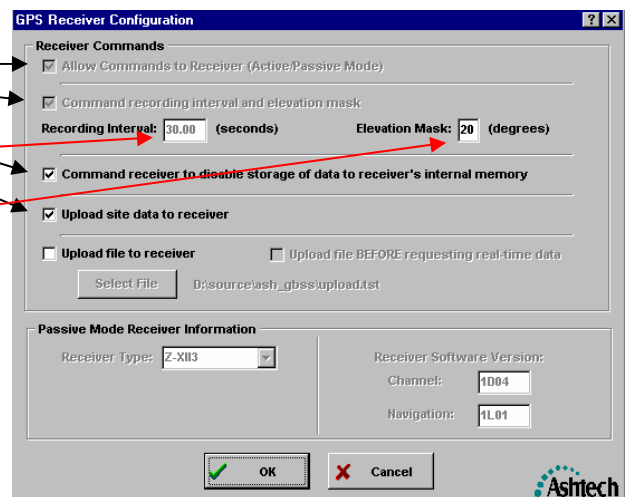 GPS Receiver Configuration
Receiver Commands
Allow Commands to Receiver (Active/Passive Mode)
Command recording interval and elevation mask
Recording Interval: 30.00 (seconds) Elevation Mask: 20 (degrees)
Command receiver to disable storage of data to receiver's internal memory
Upload site data to receiver
Upload file to receiver Upload file BEFORE requesting real-time data
Select File D:\source\ash_gbss\upload.tst
Passive Mode Receiver Information
Receiver Type: Z-XII3 Receiver Software Version:
Channel: 1D04
Navigation: 1L01
OK Cancel
Ashtech